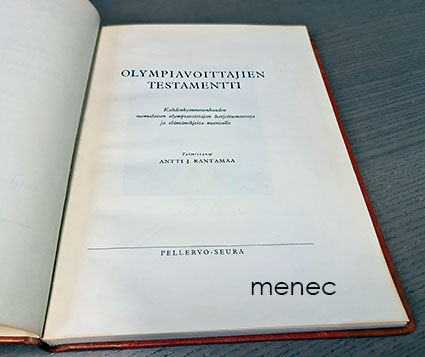 OLYMPIAVOITTAJIEN
TESTAMENTTI
Kahdenkymmenenkuuden
suomalaisen olympiavoittajan harjoitusneuvoja
ja elämänohjeita nuorisolle
Toimittanut
ANTTI J. RANTAMAA
PELLERVO-SEURA
menec